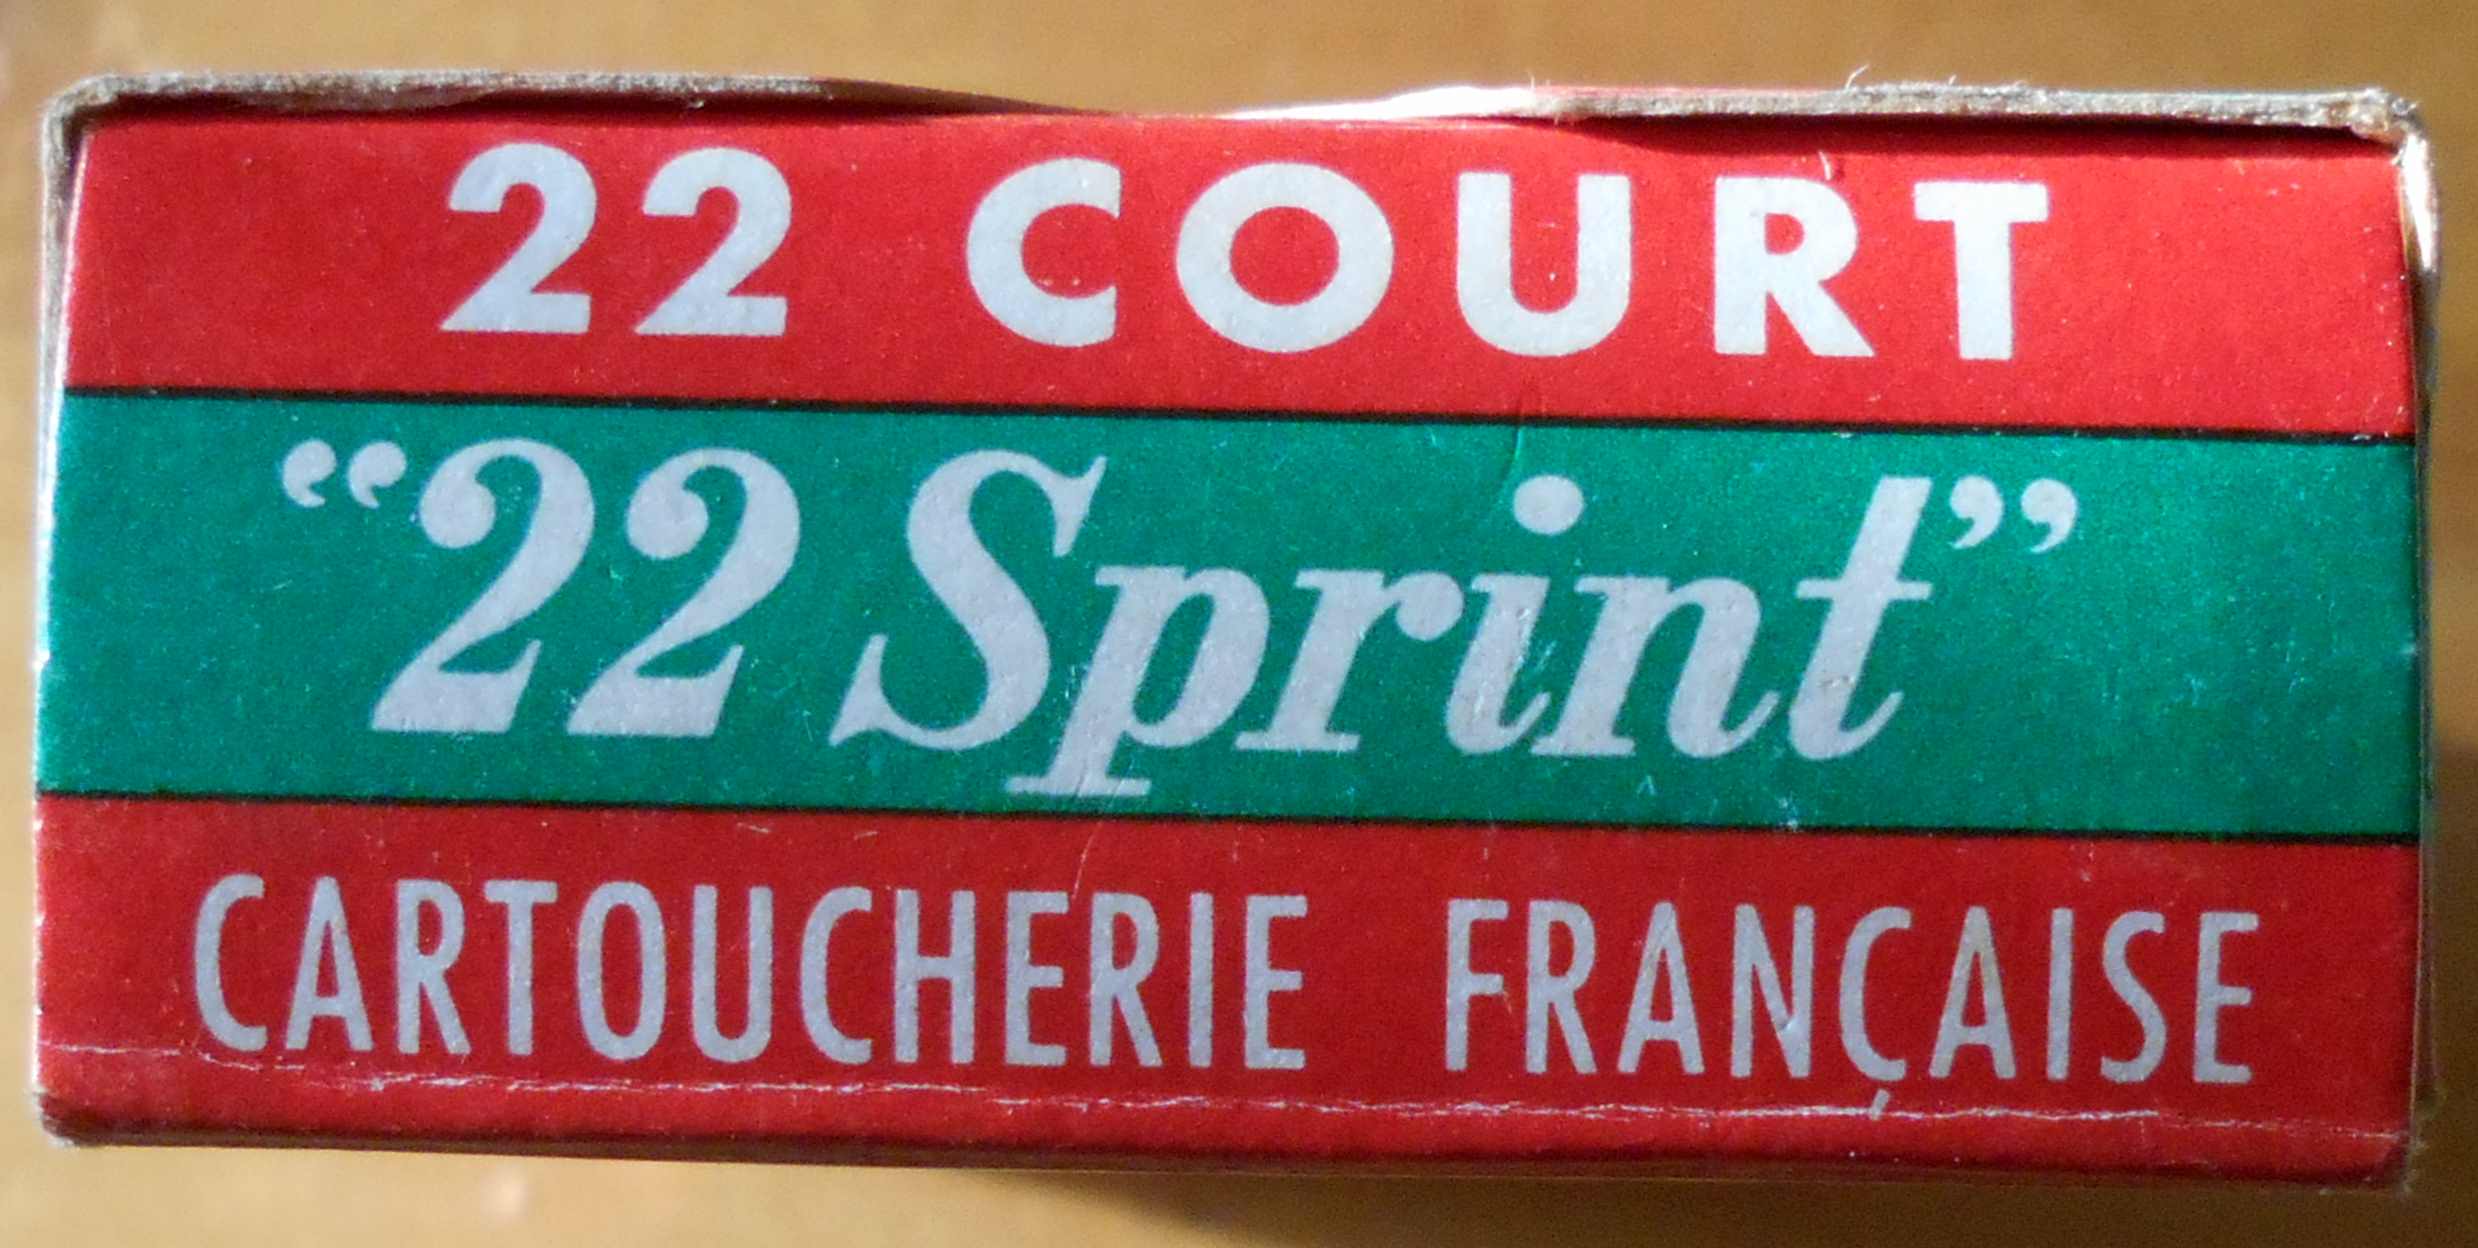 22 COURT
“22 Sprint”
CARTOUCHERIE FRANÇAISE